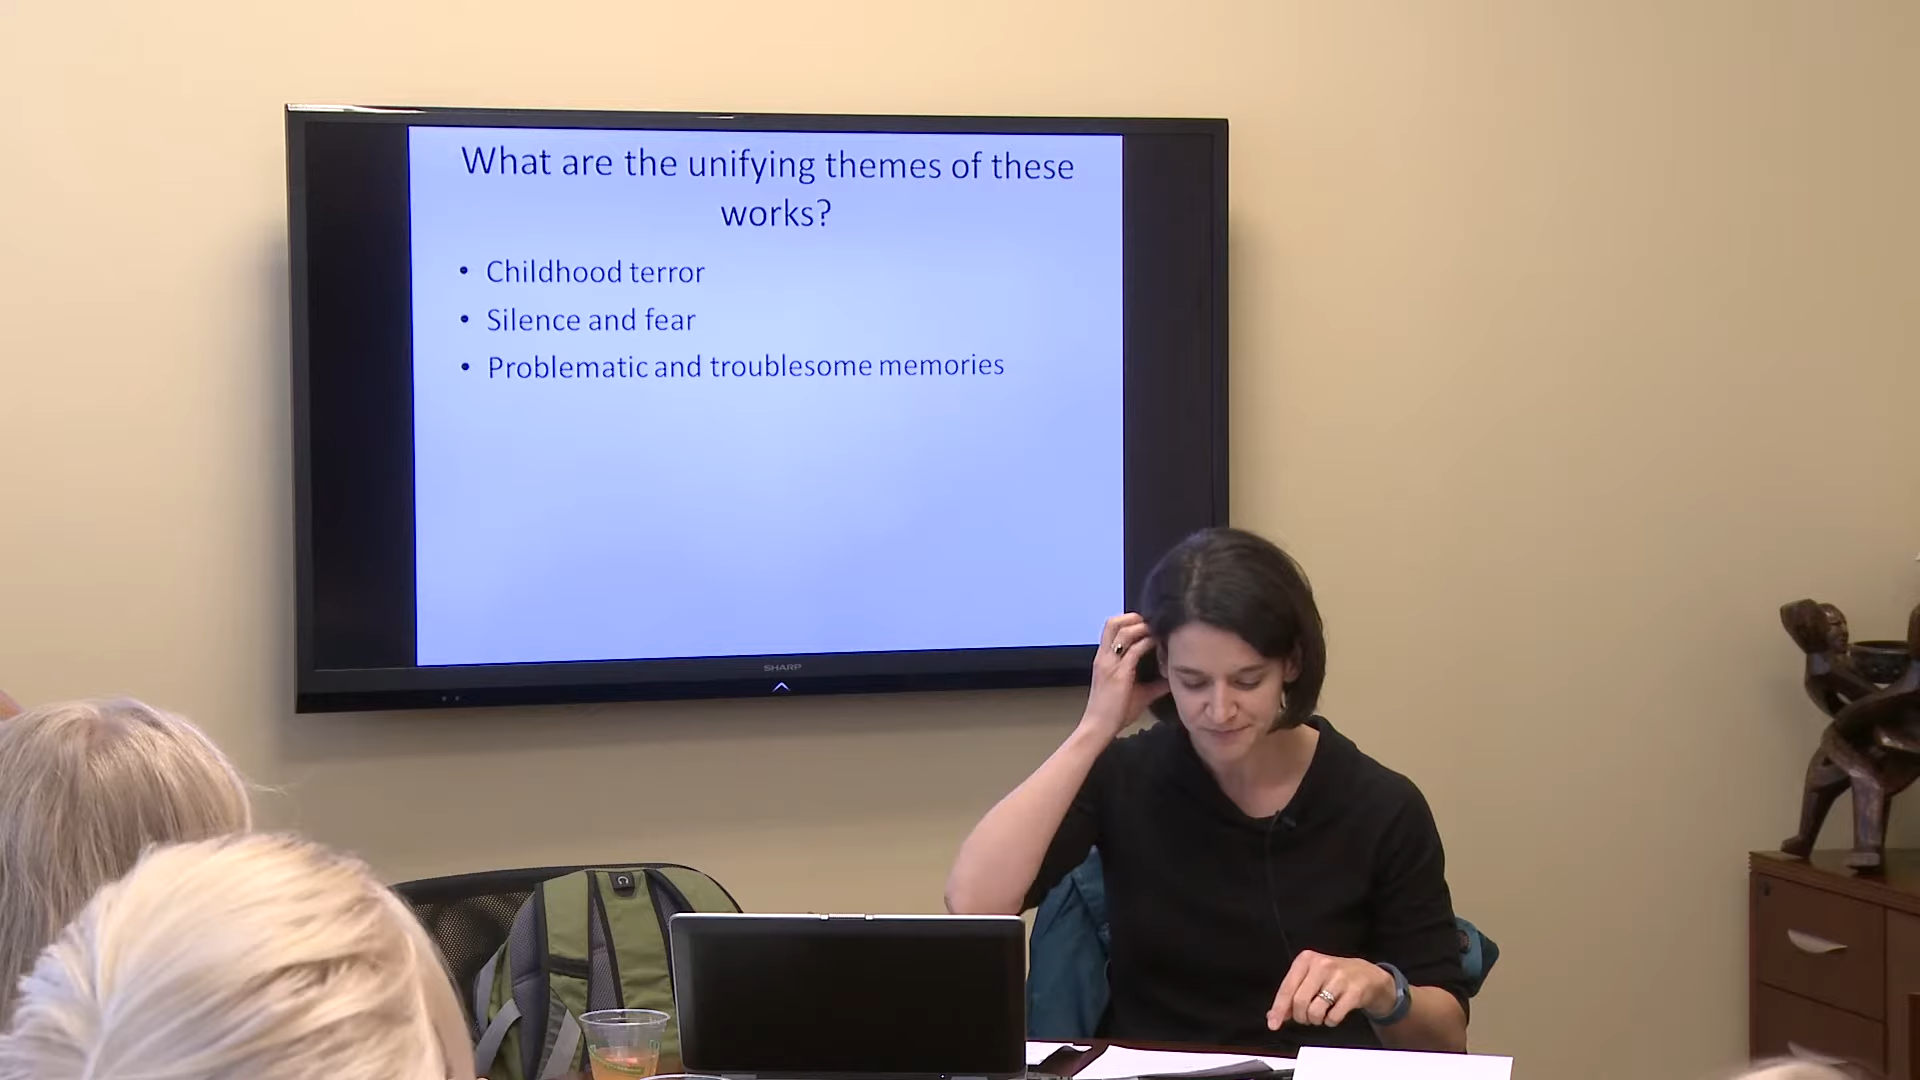 What are the unifying themes of these
works?
• Childhood terror
• Silence and fear
• Problematic and troublesome memories
SHARP